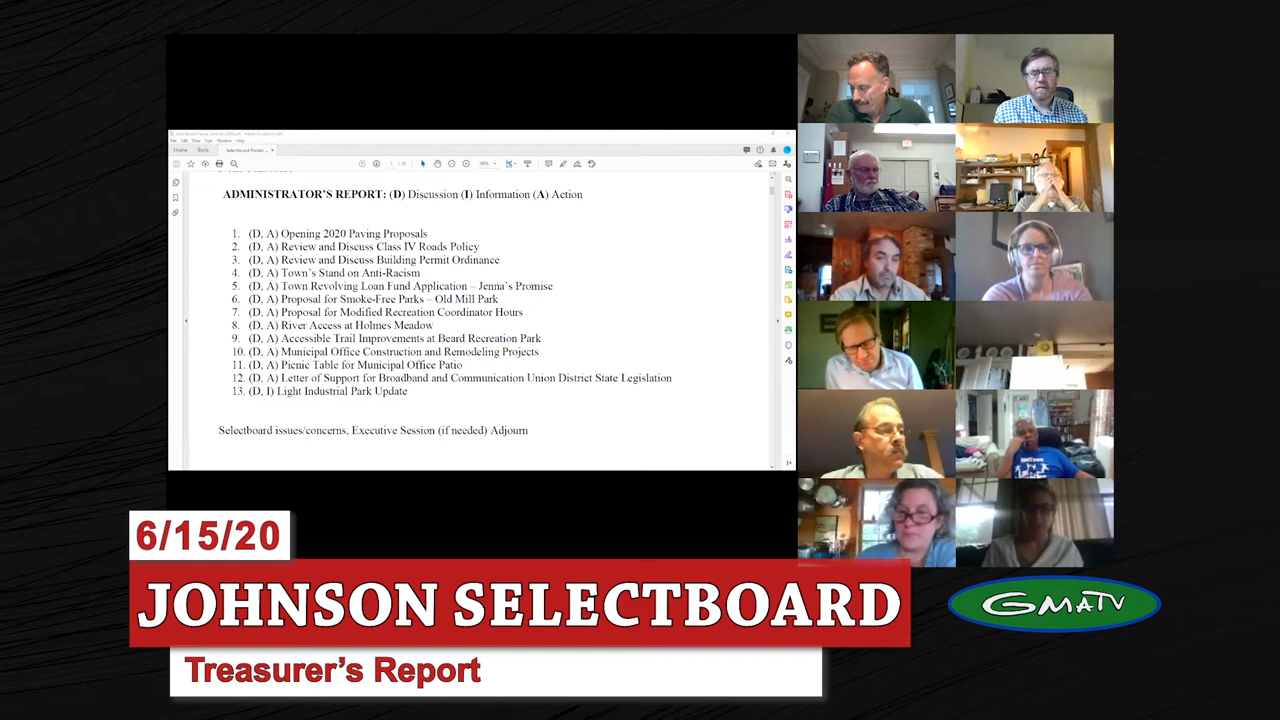 Home Tools Selectboard Packet ...
ADMINISTRATOR'S REPORT: (D) Discussion (I) Information (A) Action
1. (D, A) Opening 2020 Paving Proposals
2. (D, A) Review and Discuss Class IV Roads Policy
3. (D, A) Review and Discuss Building Permit Ordinance
4. (D, A) Town's Stand on Anti-Racism
5. (D, A) Town Revolving Loan Fund Application – Jenna's Promise
6. (D, A) Proposal for Smoke-Free Parks – Old Mill Park
7. (D, A) Proposal for Modified Recreation Coordinator Hours
8. (D, A) River Access at Holmes Meadow
9. (D, A) Accessible Trail Improvements at Beard Recreation Park
10. (D, A) Municipal Office Construction and Remodeling Projects
11. (D, A) Picnic Table for Municipal Office Patio
12. (D, A) Letter of Support for Broadband and Communication Union District State Legislation
13. (D, I) Light Industrial Park Update
Selectboard issues/concerns, Executive Session (if needed) Adjourn
6/15/20
JOHNSON SELECTBOARD
GMATV
Treasurer's Report